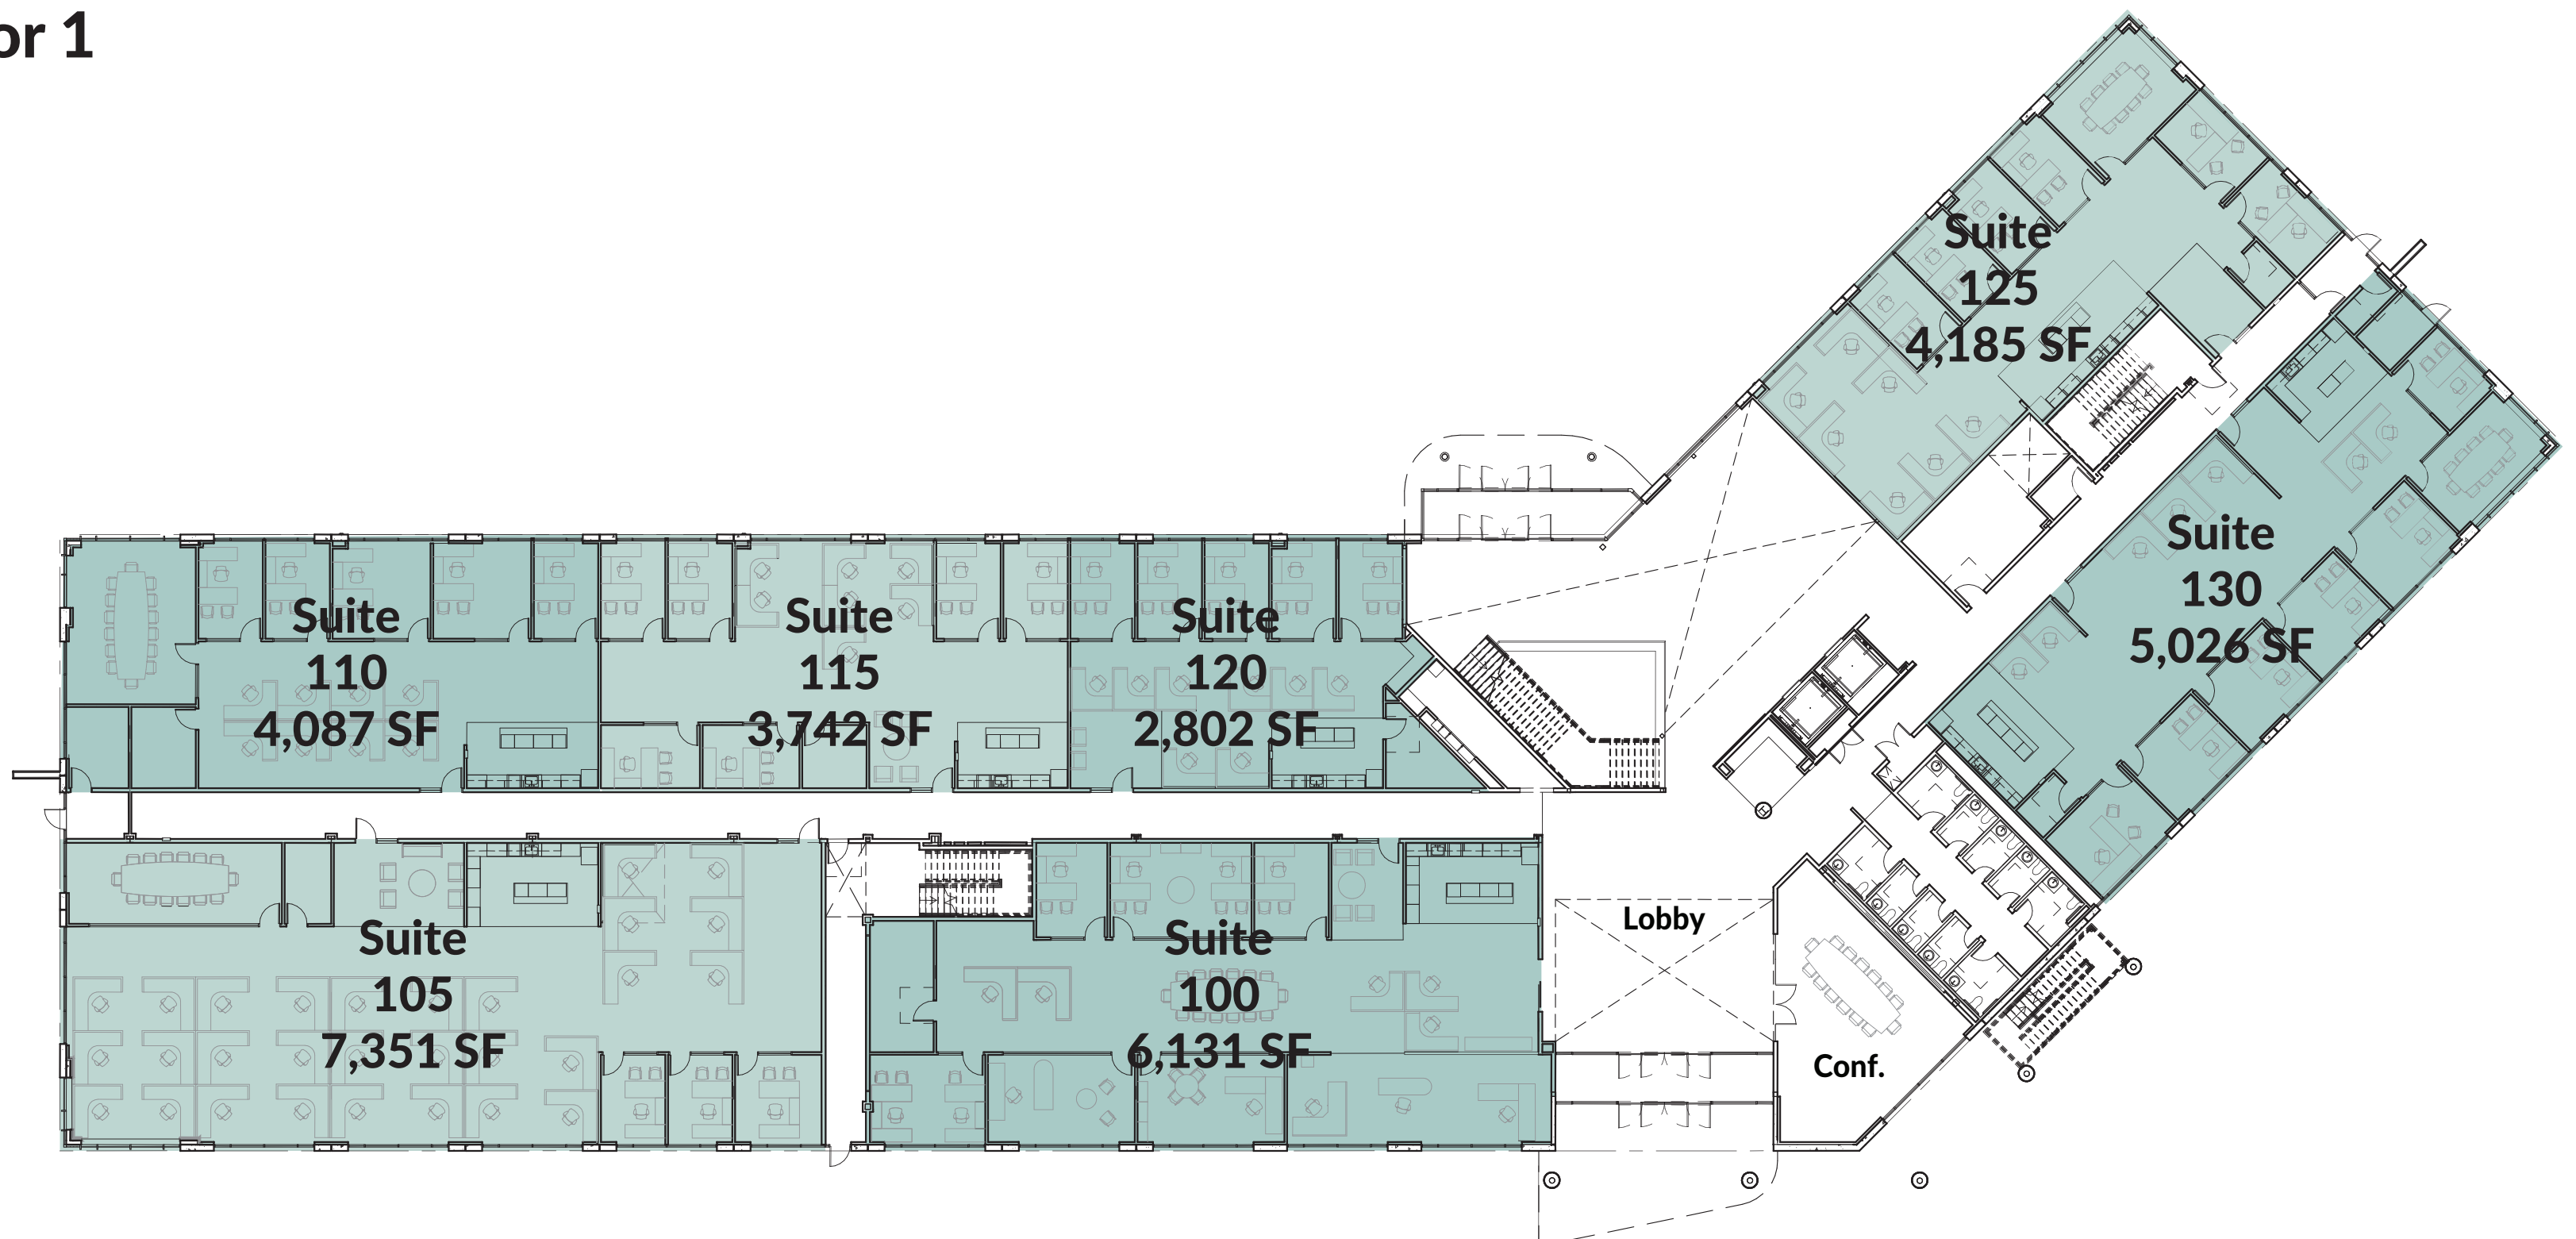 or 1
Suite
125
4,185 SF
Suite
130
5,026 SF
Suite
110
4,087 SF
Suite
115
3,742 SF
Suite
120
2,802 SF
Suite
105
7,351 SF
Suite
100
6,131 SF
Lobby
Conf.